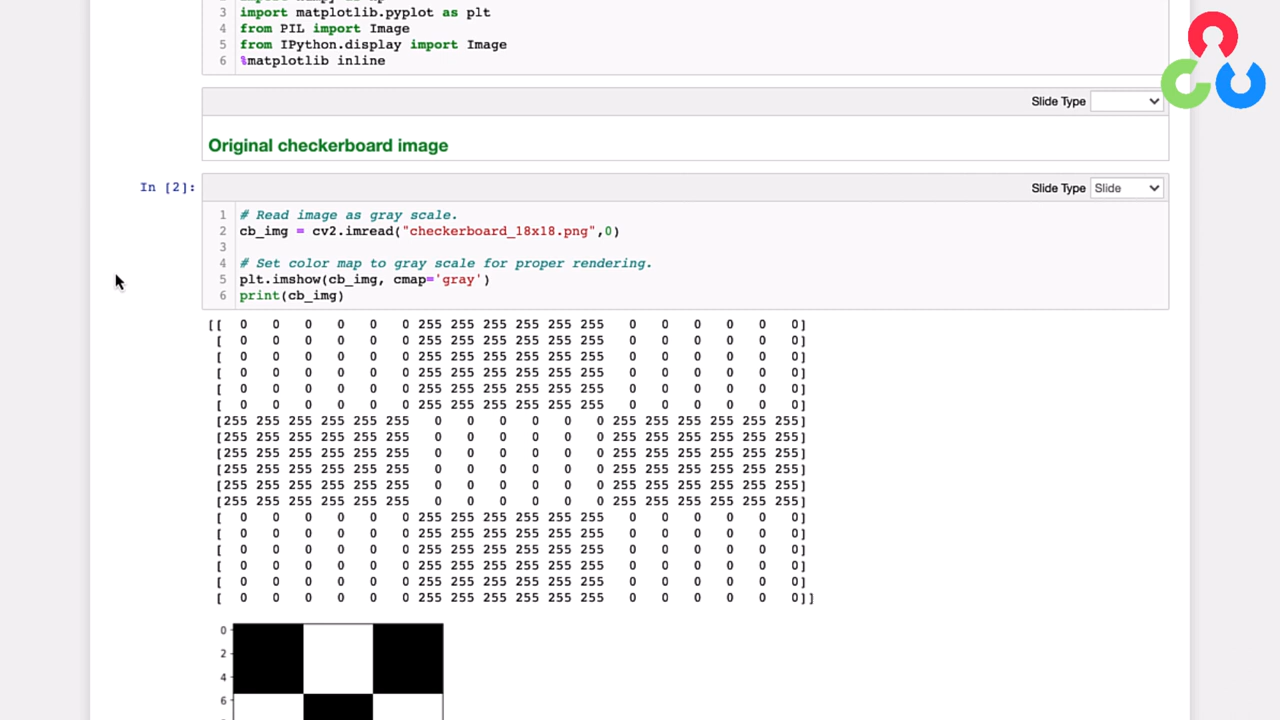 3 import matplotlib.pyplot as plt
4 from PIL import Image
5 from IPython.display import Image
6 %matplotlib inline
Slide Type
Original checkerboard image
In [2]:
Slide Type Slide
1 # Read image as gray scale.
2 cb_img = cv2.imread("checkerboard_18x18.png",0)
3
4 # Set color map to gray scale for proper rendering.
5 plt.imshow(cb_img, cmap='gray')
6 print(cb_img)
[[ 0 0 0 0 0 0 255 255 255 255 255 255 0 0 0 0 0 0]
[ 0 0 0 0 0 0 255 255 255 255 255 255 0 0 0 0 0 0]
[ 0 0 0 0 0 0 255 255 255 255 255 255 0 0 0 0 0 0]
[ 0 0 0 0 0 0 255 255 255 255 255 255 0 0 0 0 0 0]
[ 0 0 0 0 0 0 255 255 255 255 255 255 0 0 0 0 0 0]
[ 0 0 0 0 0 0 255 255 255 255 255 255 0 0 0 0 0 0]
[255 255 255 255 255 255 0 0 0 0 0 0 255 255 255 255 255 255]
[255 255 255 255 255 255 0 0 0 0 0 0 255 255 255 255 255 255]
[255 255 255 255 255 255 0 0 0 0 0 0 255 255 255 255 255 255]
[255 255 255 255 255 255 0 0 0 0 0 0 255 255 255 255 255 255]
[255 255 255 255 255 255 0 0 0 0 0 0 255 255 255 255 255 255]
[255 255 255 255 255 255 0 0 0 0 0 0 255 255 255 255 255 255]
[ 0 0 0 0 0 0 255 255 255 255 255 255 0 0 0 0 0 0]
[ 0 0 0 0 0 0 255 255 255 255 255 255 0 0 0 0 0 0]
[ 0 0 0 0 0 0 255 255 255 255 255 255 0 0 0 0 0 0]
[ 0 0 0 0 0 0 255 255 255 255 255 255 0 0 0 0 0 0]
[ 0 0 0 0 0 0 255 255 255 255 255 255 0 0 0 0 0 0]
[ 0 0 0 0 0 0 255 255 255 255 255 255 0 0 0 0 0 0]]
0
2
4
6